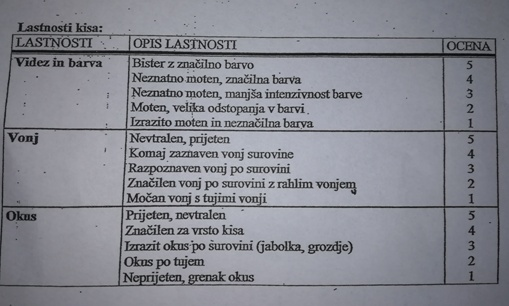 Lastnosti kisa:
LASTNOSTI OPIS LASTNOSTI OCENA
Videz in barva Bister z značilno barvo 5
Neznatno moten, značilna barva 4
Neznatno moten, manjša intenzivnost barve 3
Moten, velika odstopanja v barvi 2
Izrazito moten in neznačilna barva 1
Vonj Nevtralen, prijeten 5
Komaj zaznaven vonj surovine 4
Razpoznaven vonj po surovini 3
Značilen vonj po surovini z rahlim vonjem 2
Močan vonj s tujimi vonji 1
Okus Prijeten, nevtralen 5
Značilen za vrsto kisa 4
Izrazit okus po surovini (jabolka, grozdje) 3
Okus po tujem 2
Neprijeten, grenak okus 1